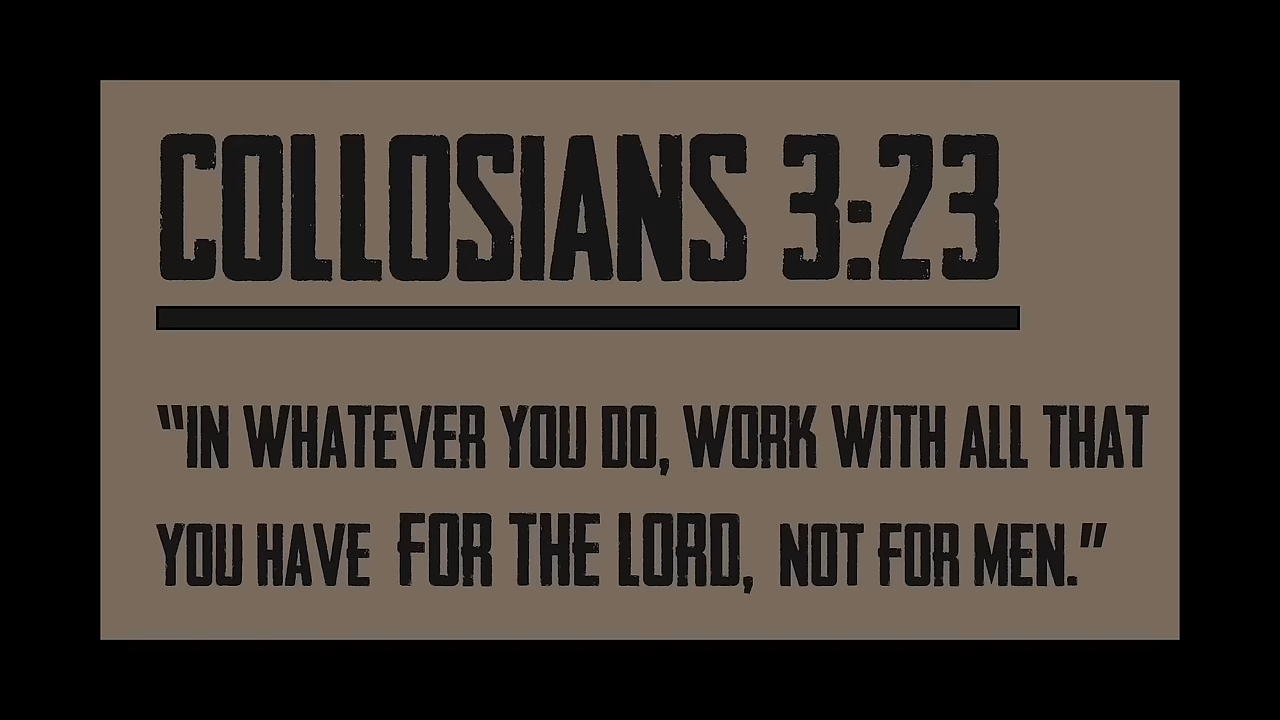 COLLOSIANS 3:23
“IN WHATEVER YOU DO, WORK WITH ALL THAT
YOU HAVE FOR THE LORD, NOT FOR MEN.”